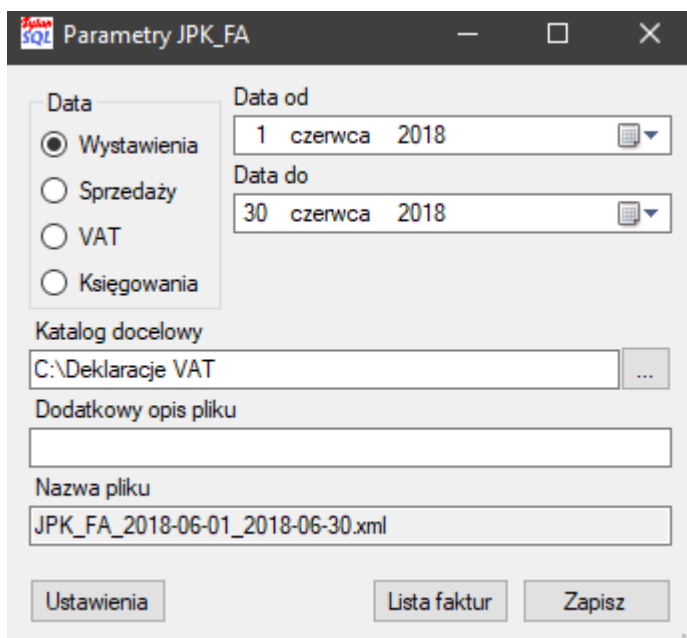 Sykan
SQL
Parametry JPK_FA
Data
Wystawienia
Sprzedaży
VAT
Księgowania
Data od
1 czerwca 2018
Data do
30 czerwca 2018
Katalog docelowy
C:\Deklaracje VAT
...
Dodatkowy opis pliku
Nazwa pliku
JPK_FA_2018-06-01_2018-06-30.xml
Ustawienia
Lista faktur
Zapisz